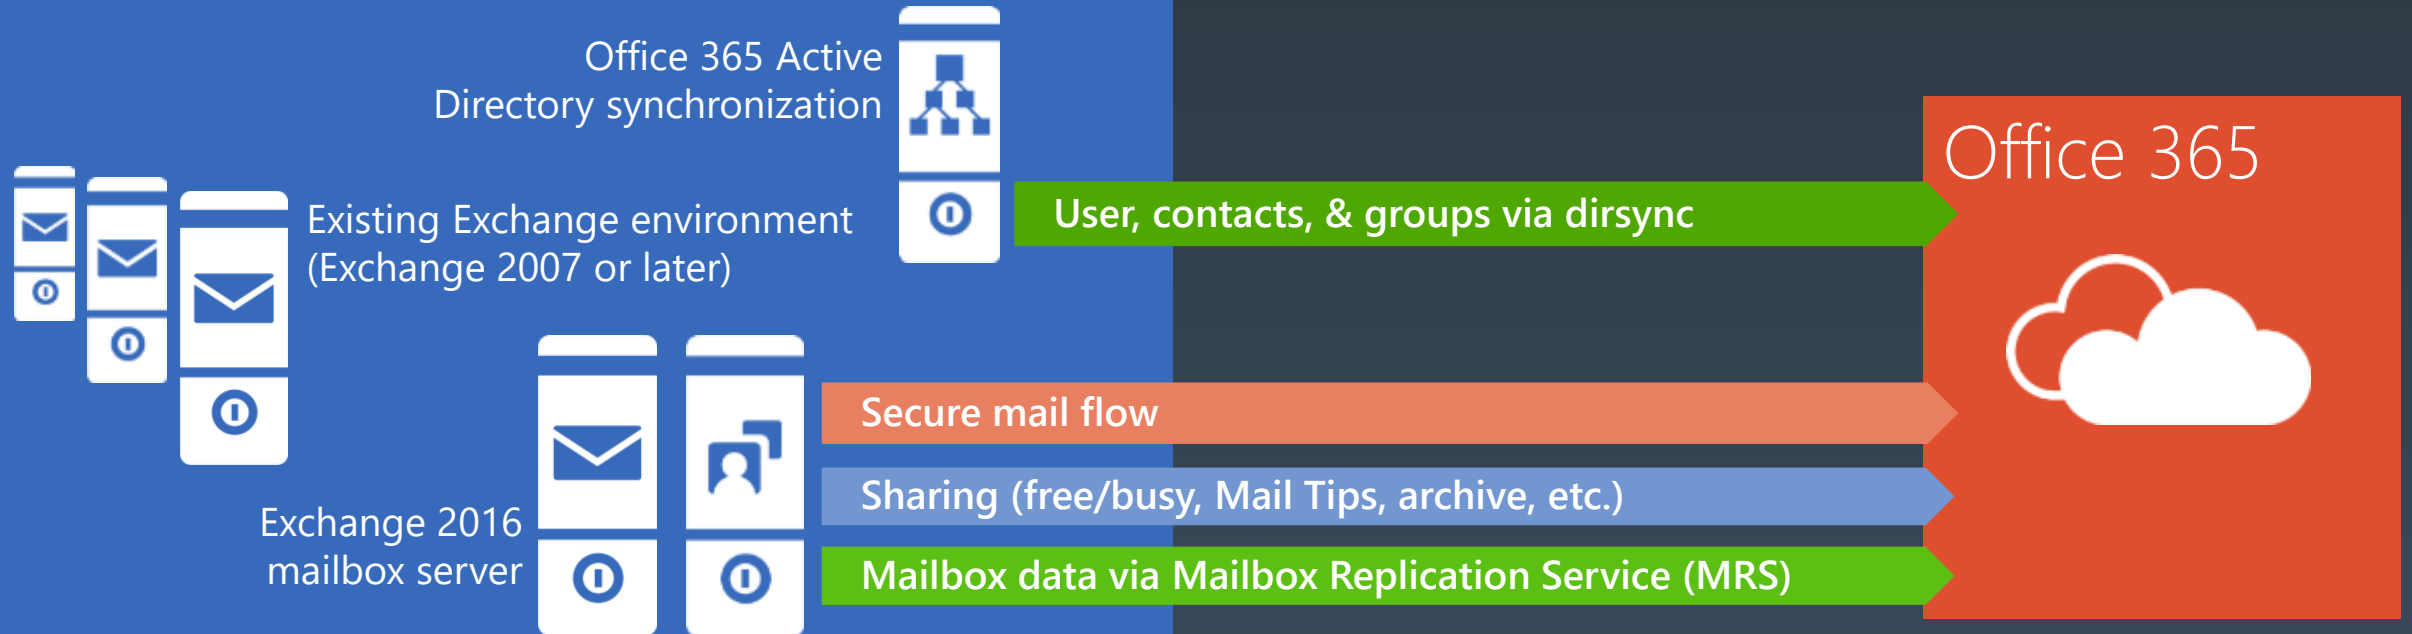 Office 365 Active
Directory synchronization
Office 365
User, contacts, & groups via dirsync
Existing Exchange environment
(Exchange 2007 or later)
Secure mail flow
Sharing (free/busy, Mail Tips, archive, etc.)
Exchange 2016
mailbox server
Mailbox data via Mailbox Replication Service (MRS)